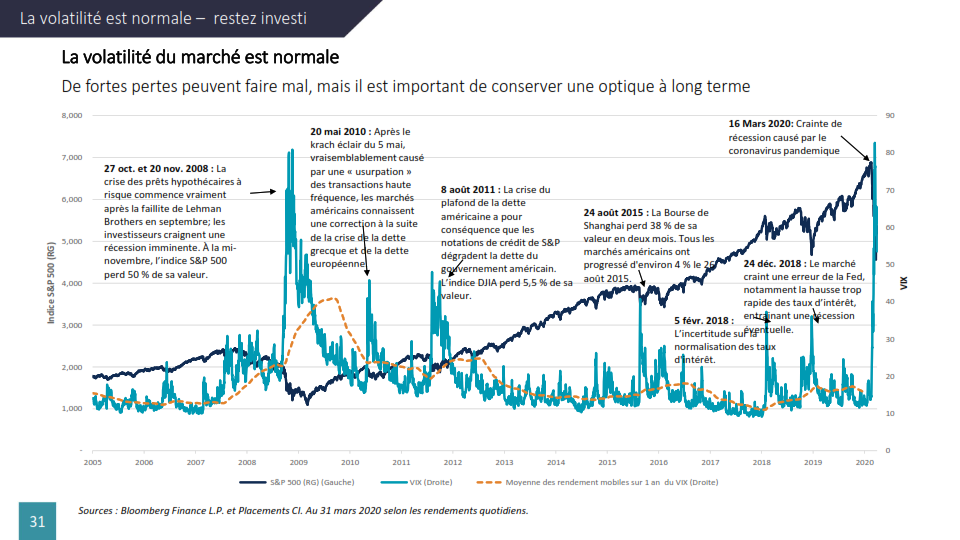 La volatilité est normale – restez investi
La volatilité du marché est normale
De fortes pertes peuvent faire mal, mais il est important de conserver une optique à long terme
8,000
7,000
6,000
5,000
4,000
3,000
2,000
1,000
-
Indice S&P 500 (RG)
27 oct. et 20 nov. 2008 : La
crise des prêts hypothécaires à
risque commence vraiment
après la faillite de Lehman
Brothers en septembre; les
investisseurs craignent une
récession imminente. À la mi-
novembre, l’indice S&P 500
perd 50 % de sa valeur.
20 mai 2010 : Après le
krach éclair du 5 mai,
vraisemblablement causé
par une « usurpation »
des transactions haute
fréquence, les marchés
américains connaissent
une correction à la suite
de la crise de la dette
grecque et de la dette
européenne.
8 août 2011 : La crise du
plafond de la dette
américaine a pour
conséquence que les
notations de crédit de S&P
dégradent la dette du
gouvernement américain.
L’indice DJIA perd 5,5 % de sa
valeur.
24 août 2015 : La Bourse de
Shanghai perd 38 % de sa
valeur en deux mois. Tous les
marchés américains ont
progressé d'environ 4 % le 26
août 2015.
5 févr. 2018 :
L’incertitude sur la
normalisation des taux
d’intérêt.
24 déc. 2018 : Le marché
craint une erreur de la Fed,
notamment la hausse trop
rapide des taux d’intérêt,
entraînant une récession
éventuelle.
16 Mars 2020: Crainte de
récession causé par le
coronavirus pandemique
90
80
70
60
50
40
30
20
10
0
VIX
2005 2006 2007 2008 2009 2010 2011 2012 2013 2014 2015 2016 2017 2018 2019 2020
S&P 500 (RG) (Gauche) VIX (Droite) Moyenne des rendement mobiles sur 1 an du VIX (Droite)
Sources : Bloomberg Finance L.P. et Placements CI. Au 31 mars 2020 selon les rendements quotidiens.
31